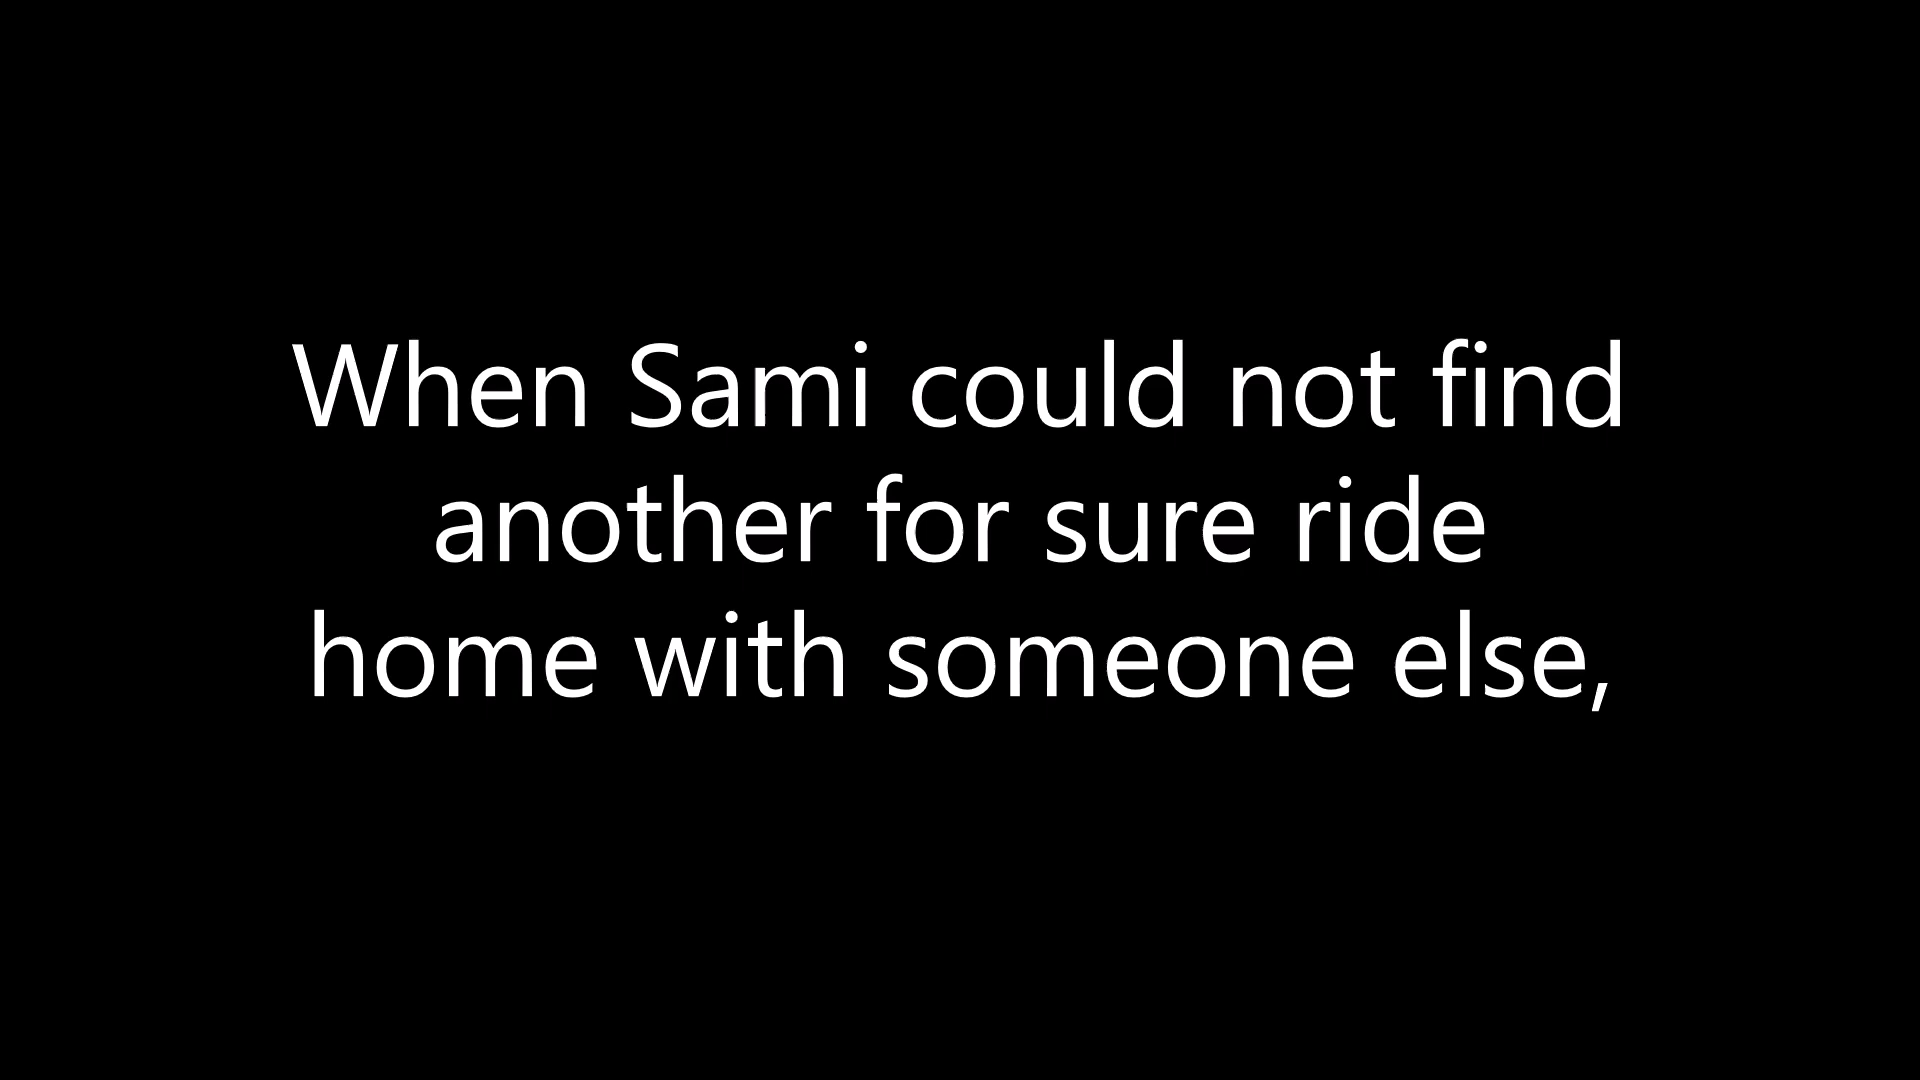 When Sami could not find
another for sure ride
home with someone else,